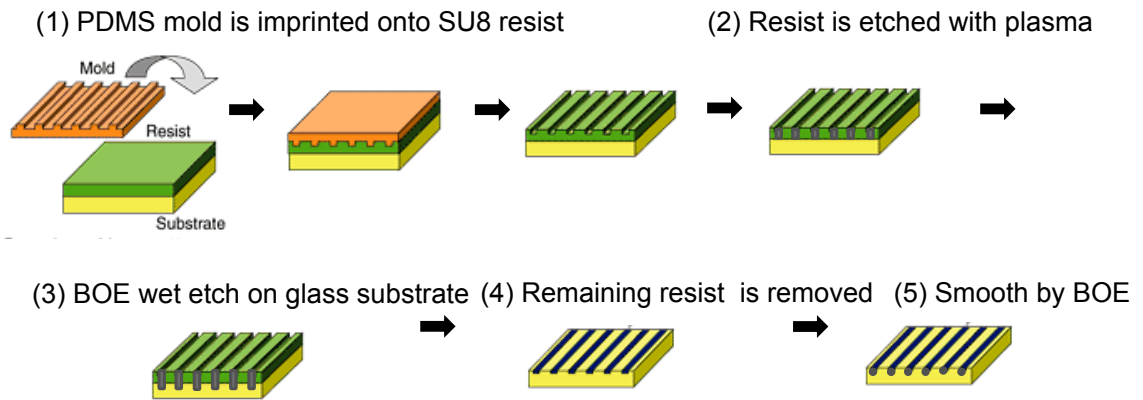 (1) PDMS mold is imprinted onto SU8 resist
(2) Resist is etched with plasma
Mold
Resist
Substrate
(3) BOE wet etch on glass substrate
(4) Remaining resist is removed
(5) Smooth by BOE